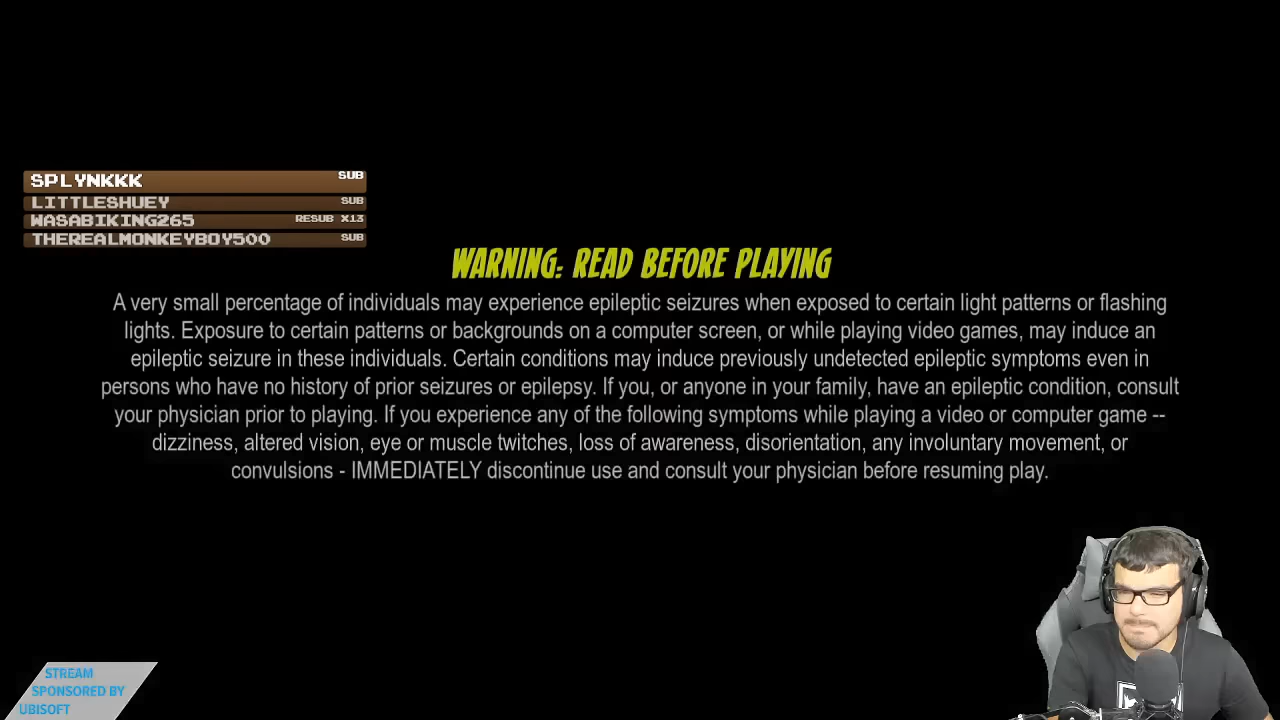 SPLYNKKK SUB
LITTLESHUEY SUB
WASABIKING265 RESUB X13
THEREALMONKEYBOY500 SUB
WARNING: READ BEFORE PLAYING
A very small percentage of individuals may experience epileptic seizures when exposed to certain light patterns or flashing
lights. Exposure to certain patterns or backgrounds on a computer screen, or while playing video games, may induce an
epileptic seizure in these individuals. Certain conditions may induce previously undetected epileptic symptoms even in
persons who have no history of prior seizures or epilepsy. If you, or anyone in your family, have an epileptic condition, consult
your physician prior to playing. If you experience any of the following symptoms while playing a video or computer game --
dizziness, altered vision, eye or muscle twitches, loss of awareness, disorientation, any involuntary movement, or
convulsions - IMMEDIATELY discontinue use and consult your physician before resuming play.
STREAM
SPONSORED BY
UBISOFT